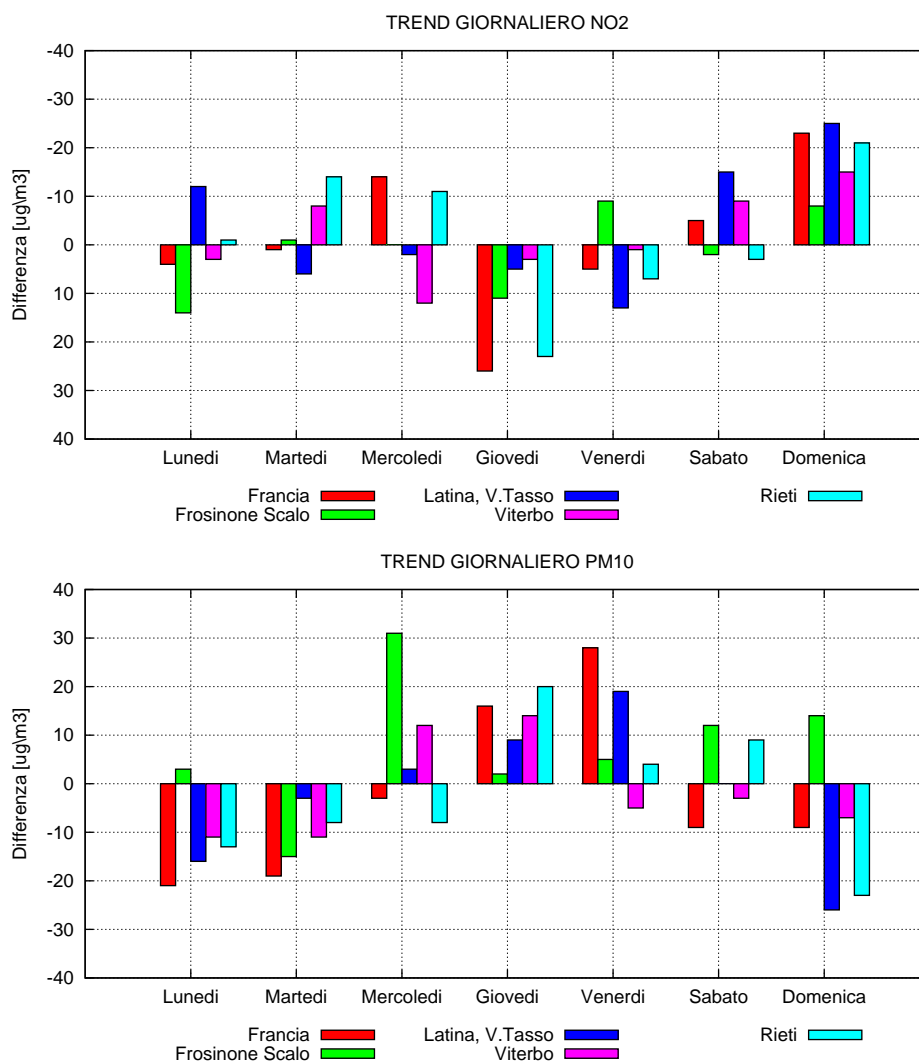 TREND GIORNALIERO NO2
-40
-30
-20
-10
0
10
20
30
40
Differenza [ug\m3]
Lunedi Martedi Mercoledi Giovedi Venerdi Sabato Domenica
Francia Latina, V.Tasso Rieti
Frosinone Scalo Viterbo
TREND GIORNALIERO PM10
40
30
20
10
0
-10
-20
-30
-40
Differenza [ug\m3]
Lunedi Martedi Mercoledi Giovedi Venerdi Sabato Domenica
Francia Latina, V.Tasso Rieti
Frosinone Scalo Viterbo